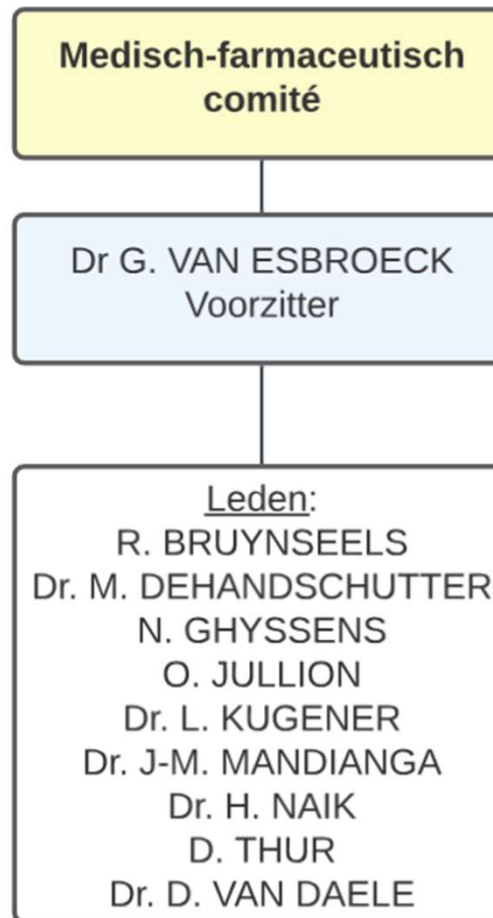 Medisch-farmaceutisch
comité
Dr G. VAN ESBROECK
Voorzitter
Leden:
R. BRUYNSEELS
Dr. M. DEHANDSCHUTTER
N. GHYSSENS
O. JULLION
Dr. L. KUGENER
Dr. J-M. MANDIANGA
Dr. H. NAIK
D. THUR
Dr. D. VAN DAELE